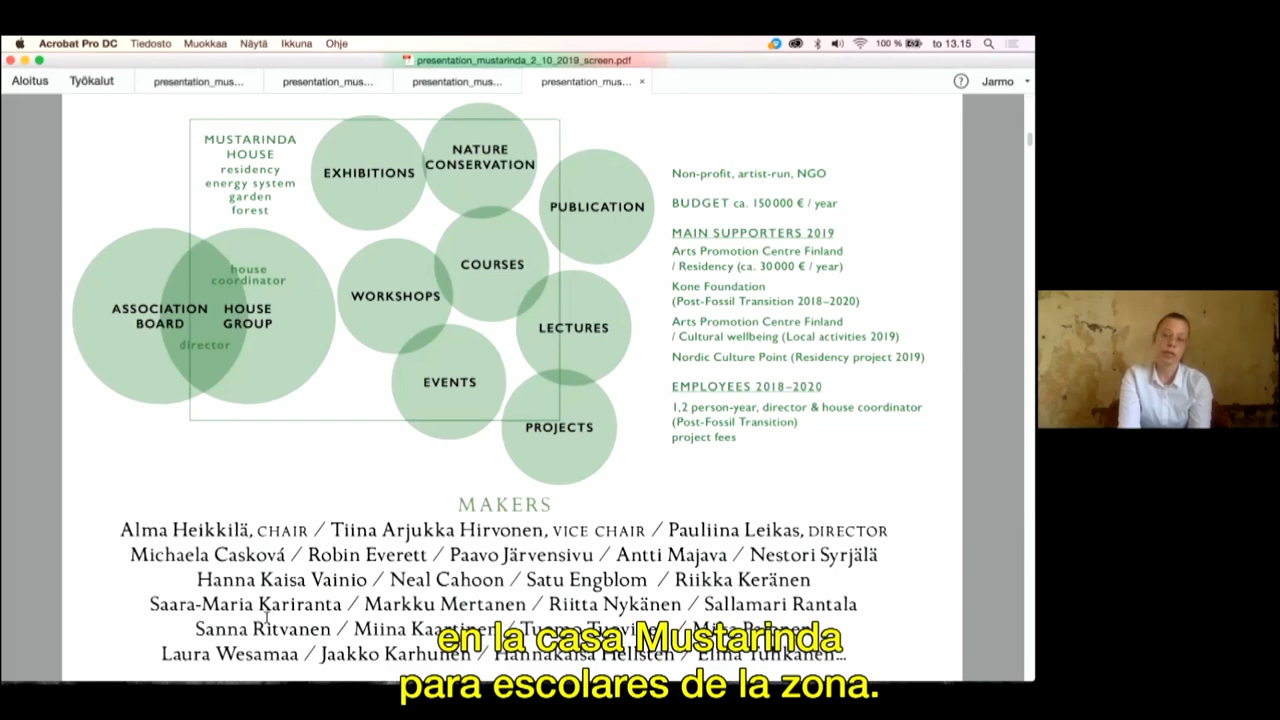 Acrobat Pro DC Tiedosto Muokkaa Näytä Ikkuna Ohje 100 % to 13.15
presentation_mustarinda_2_10_2019_screen.pdf
Aloitus Työkalut presentation_mus... presentation_mus... presentation_mus... presentation_mus... × ? Jarmo
MUSTARINDA
HOUSE
residency
energy system
garden
forest
EXHIBITIONS
NATURE
CONSERVATION
PUBLICATION
COURSES
WORKSHOPS
LECTURES
EVENTS
PROJECTS
house
coordinator
ASSOCIATION
BOARD
HOUSE
GROUP
director
Non-profit, artist-run, NGO
BUDGET ca. 150 000 € / year
MAIN SUPPORTERS 2019
Arts Promotion Centre Finland
/ Residency (ca. 30 000 € / year)
Kone Foundation
(Post-Fossil Transition 2018–2020)
Arts Promotion Centre Finland
/ Cultural wellbeing (Local activities 2019)
Nordic Culture Point (Residency project 2019)
EMPLOYEES 2018–2020
1,2 person-year, director & house coordinator
(Post-Fossil Transition)
project fees
MAKERS
Alma Heikkilä, CHAIR / Tiina Arjukka Hirvonen, VICE CHAIR / Pauliina Leikas, DIRECTOR
Michaela Casková / Robin Everett / Paavo Järvensivu / Antti Majava / Nestori Syrjälä
Hanna Kaisa Vainio / Neal Cahoon / Satu Engblom / Riikka Keränen
Saara-Maria Kariranta / Markku Mertanen / Riitta Nykänen / Sallamari Rantala
Sanna Ritvanen / Miina Kaartinen /
Laura Wesamaa / Jaakko Karhunen / Hannakaisa Hellsten /
en la casa Mustarinda
para escolares de la zona.